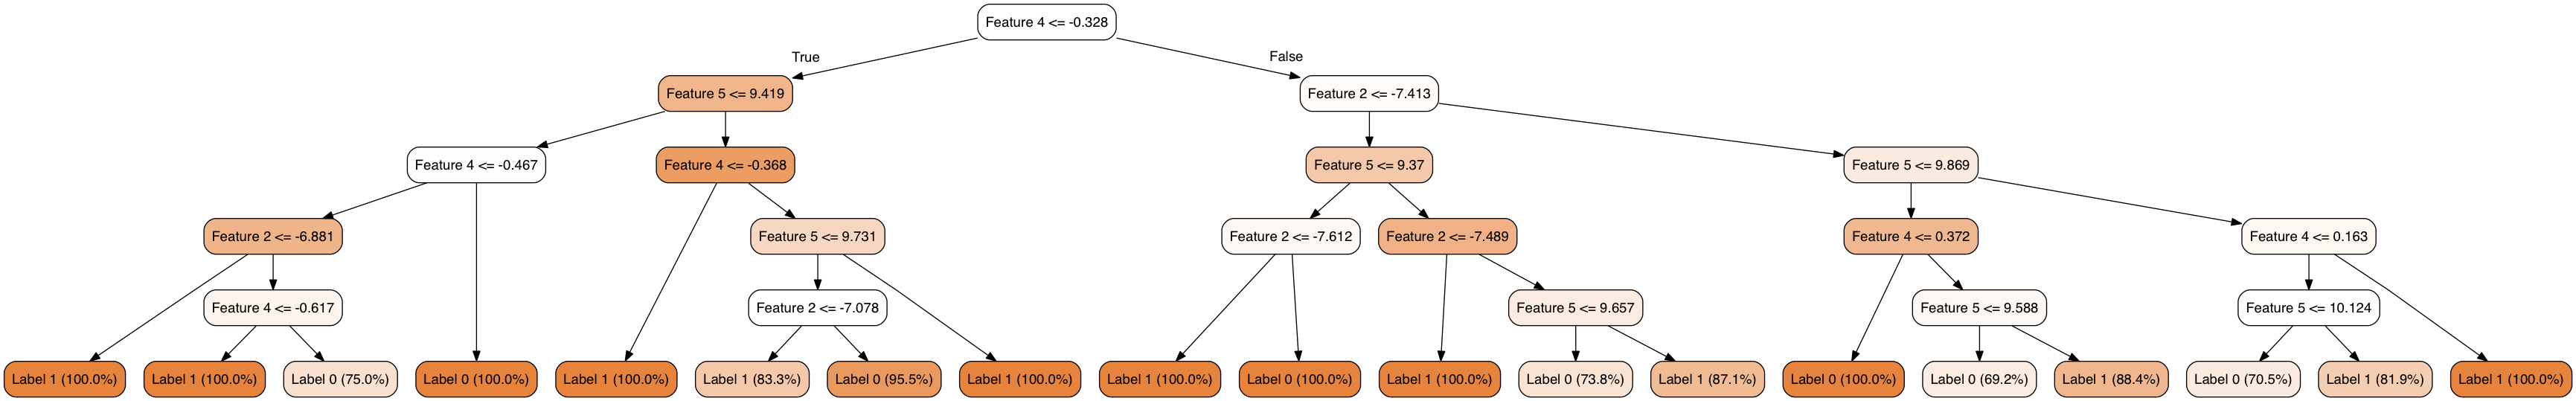 Feature 4 <= -0.328
True
False
Feature 5 <= 9.419
Feature 2 <= -7.413
Feature 4 <= -0.467
Feature 4 <= -0.368
Feature 5 <= 9.37
Feature 5 <= 9.869
Feature 2 <= -6.881
Feature 5 <= 9.731
Feature 2 <= -7.612
Feature 2 <= -7.489
Feature 4 <= 0.372
Feature 4 <= 0.163
Feature 4 <= -0.617
Feature 2 <= -7.078
Feature 5 <= 9.657
Feature 5 <= 9.588
Feature 5 <= 10.124
Label 1 (100.0%)
Label 1 (100.0%)
Label 0 (75.0%)
Label 0 (100.0%)
Label 1 (100.0%)
Label 1 (83.3%)
Label 0 (95.5%)
Label 1 (100.0%)
Label 1 (100.0%)
Label 0 (100.0%)
Label 1 (100.0%)
Label 0 (73.8%)
Label 1 (87.1%)
Label 0 (100.0%)
Label 0 (69.2%)
Label 1 (88.4%)
Label 0 (70.5%)
Label 1 (81.9%)
Label 1 (100.0%)